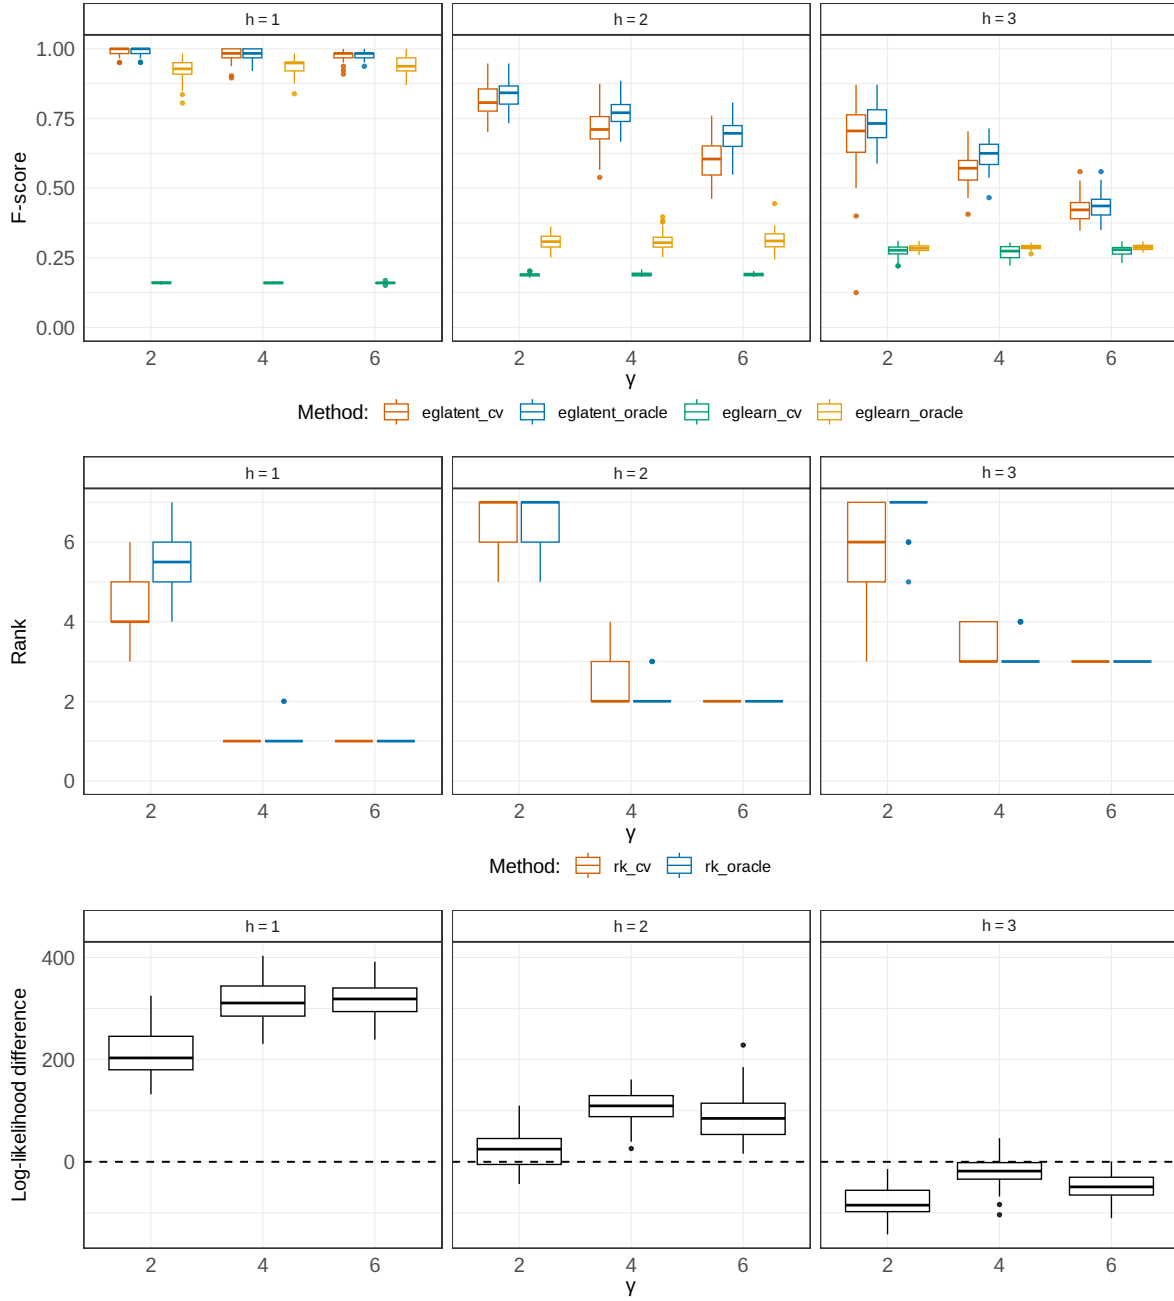 h = 1
h = 2
h = 3
F-score
1.00
0.75
0.50
0.25
0.00
2 4 6
2 4 6
2 4 6
γ
Method: eglatent_cv eglatent_oracle eglearn_cv eglearn_oracle
h = 1
h = 2
h = 3
Rank
6
4
2
0
2 4 6
2 4 6
2 4 6
γ
Method: rk_cv rk_oracle
h = 1
h = 2
h = 3
Log-likelihood difference
400
200
0
2 4 6
2 4 6
2 4 6
γ